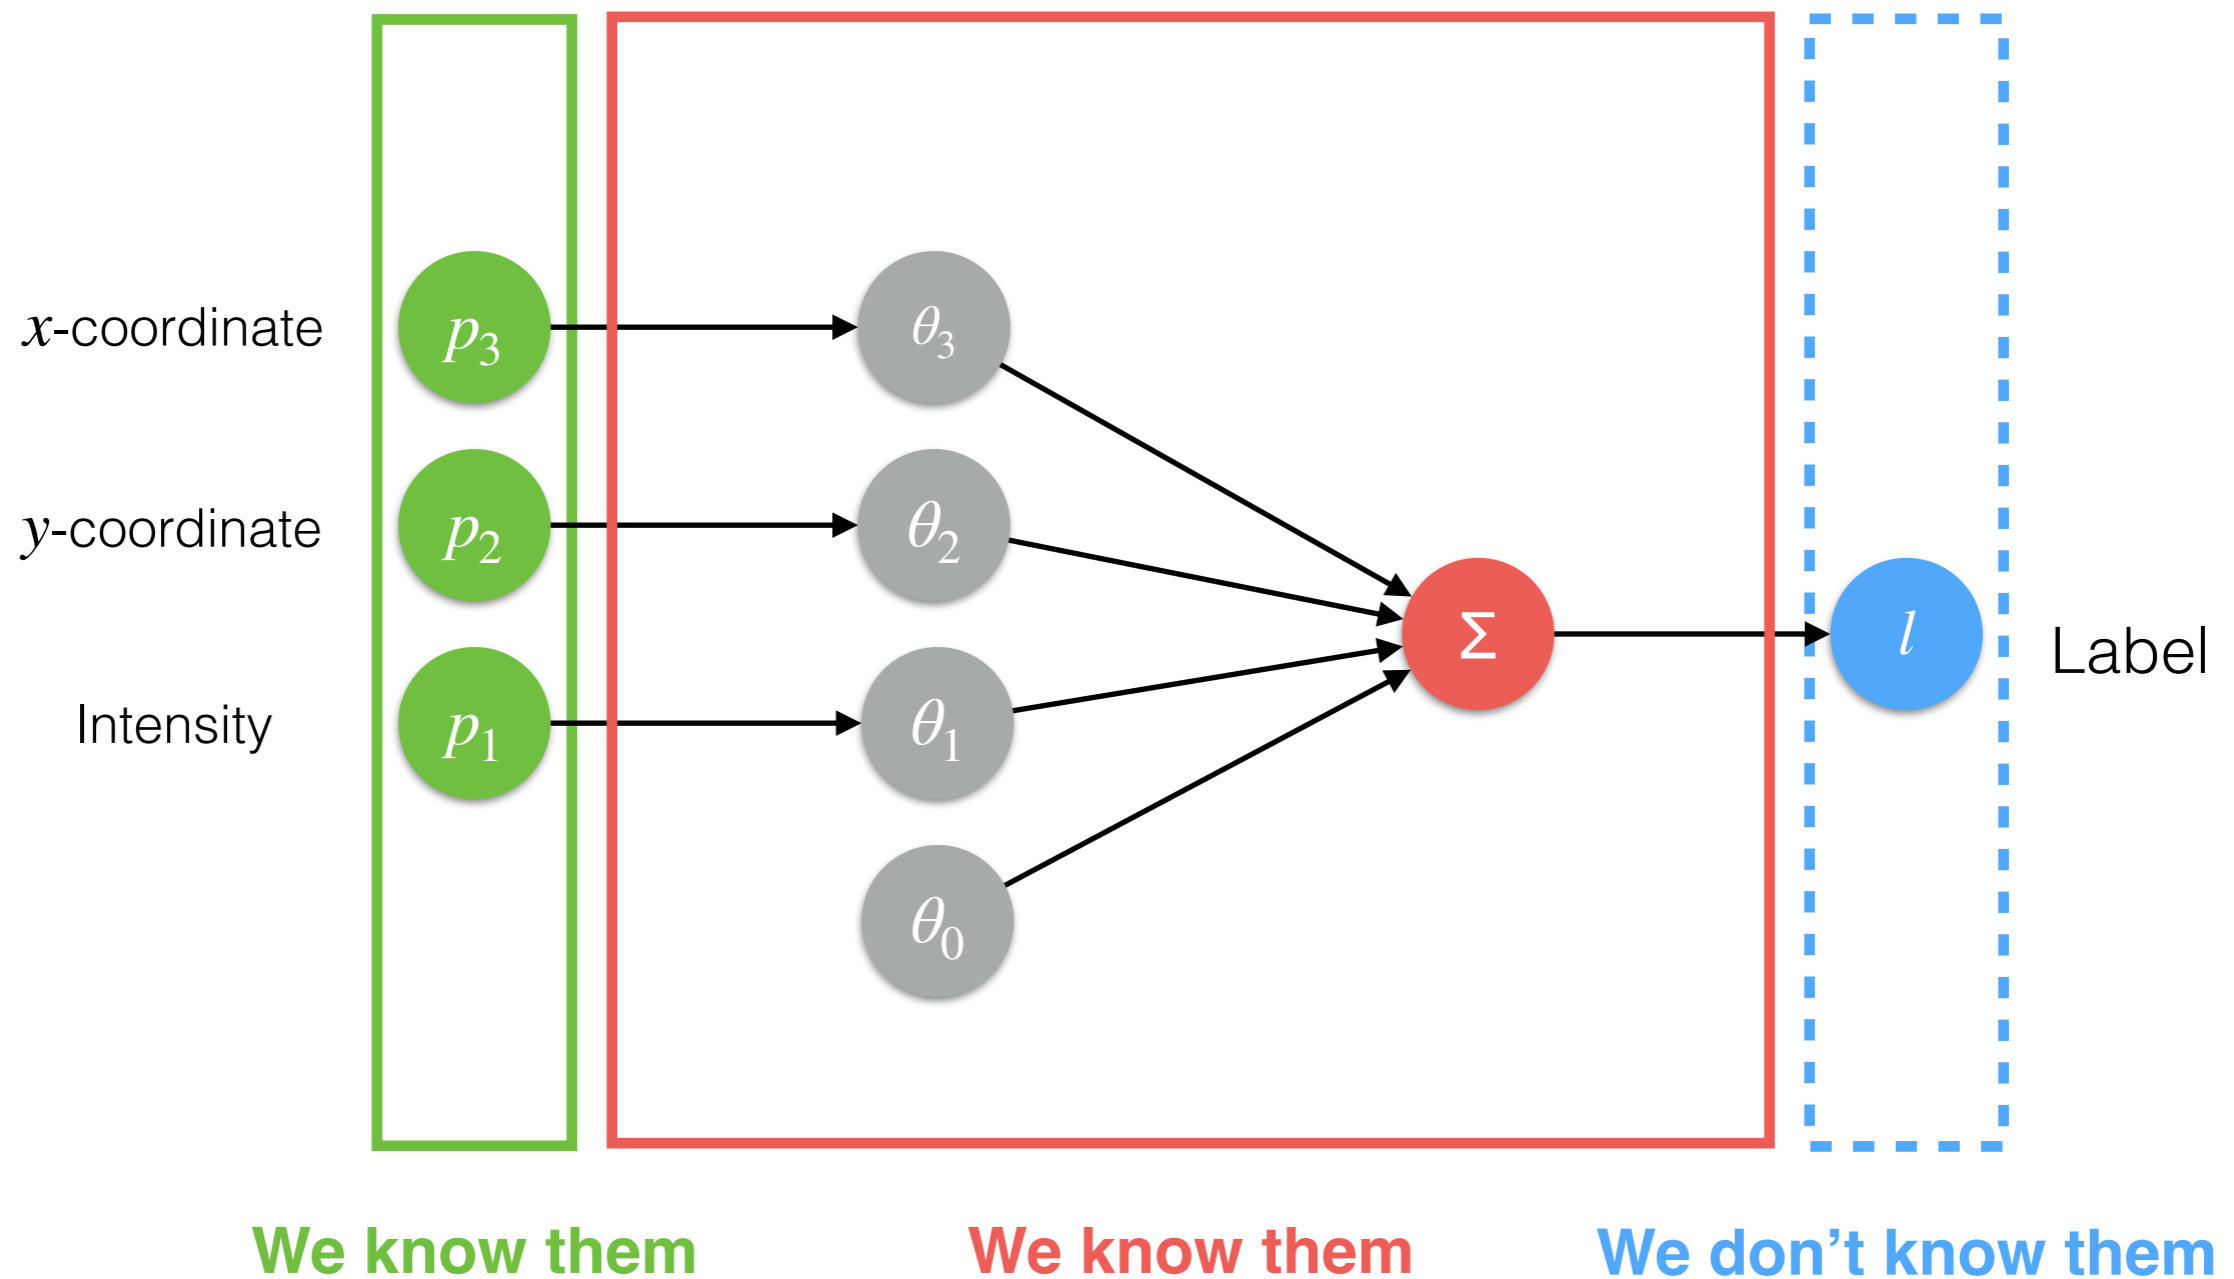 x-coordinate
p3
θ3
y-coordinate
p2
θ2
Σ
l
Label
Intensity
p1
θ1
θ0
We know them
We know them
We don’t know them